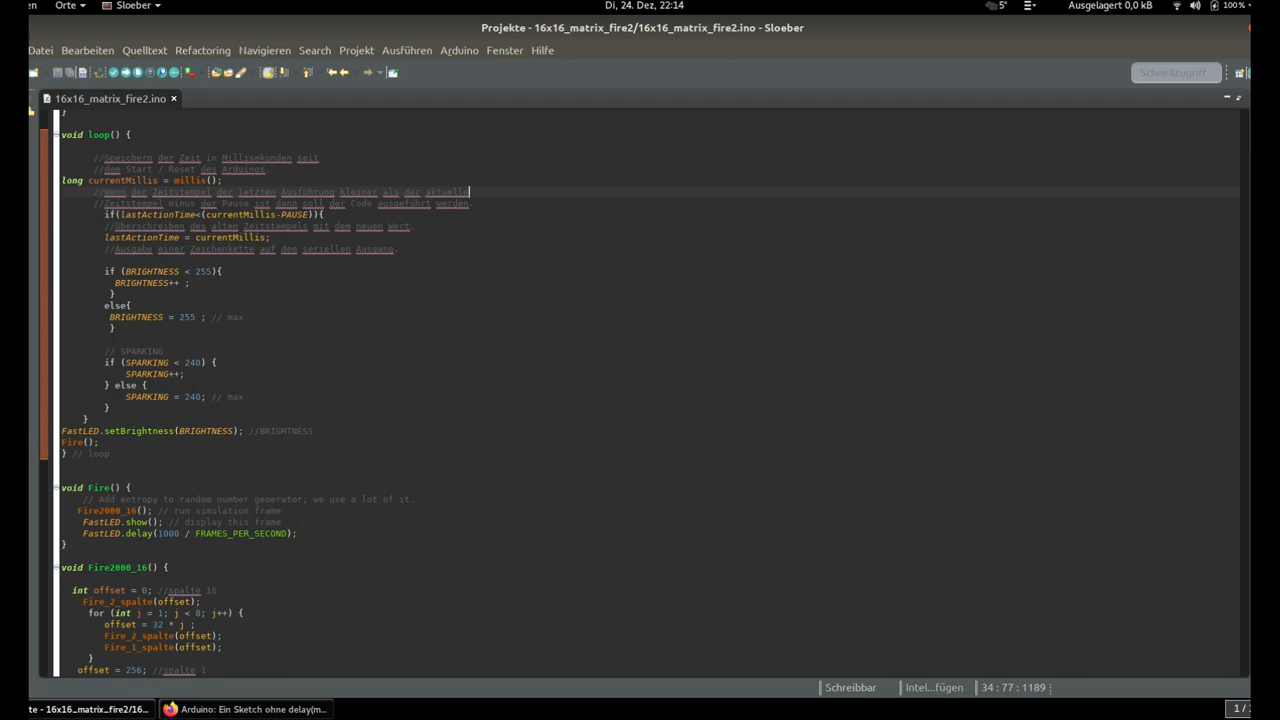 en Orte Sloeber Di, 24. Dez, 22:14 5° Ausgelagert 0,0 kB 100 %
Projekte - 16x16_matrix_fire2/16x16_matrix_fire2.ino - Sloeber
Datei Bearbeiten Quelltext Refactoring Navigieren Search Projekt Ausführen Arduino Fenster Hilfe
Schnellzugriff
16x16_matrix_fire2.ino
}
void loop() {
//Speichern der Zeit in Millisekunden seit
//dem Start / Reset des Arduinos.
long currentMillis = millis();
//Wenn der Zeitstempel der letzten Ausführung kleiner als der aktuelle
//Zeitstempel minus der Pause ist dann soll der Code ausgeführt werden.
if(lastActionTime<(currentMillis-PAUSE)){
//Überschreiben des alten Zeitstempels mit dem neuen Wert.
lastActionTime = currentMillis;
//Ausgabe einer Zeichenkette auf dem seriellen Ausgang.
if (BRIGHTNESS < 255){
BRIGHTNESS++ ;
}
else{
BRIGHTNESS = 255 ; // max
}
// SPARKING
if (SPARKING < 240) {
SPARKING++;
} else {
SPARKING = 240; // max
}
}
FastLED.setBrightness(BRIGHTNESS); //BRIGHTNESS
Fire();
} // loop
void Fire() {
// Add entropy to random number generator; we use a lot of it.
Fire2000_16(); // run simulation frame
FastLED.show(); // display this frame
FastLED.delay(1000 / FRAMES_PER_SECOND);
}
void Fire2000_16() {
int offset = 0; //spalte 16
Fire_2_spalte(offset);
for (int j = 1; j < 8; j++) {
offset = 32 * j ;
Fire_2_spalte(offset);
Fire_1_spalte(offset);
}
offset = 256; //spalte 1
Schreibbar Intel...fügen 34 : 77 : 1189
te - 16x16_matrix_fire2/16... Arduino: Ein Sketch ohne delay(m... 1 /